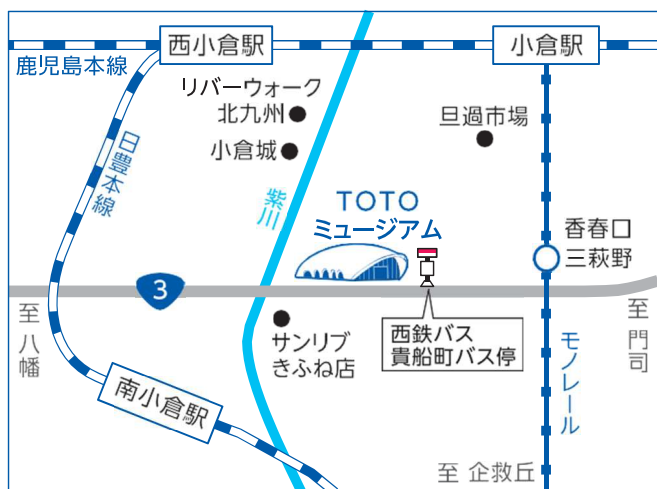 西小倉駅
小倉駅
鹿児島本線
リバーウォーク
北九州
旦過市場
小倉城
日豊本線
紫川
TOTO
ミュージアム
香春口
三萩野
3
至 八幡
サンリブ
きふね店
西鉄バス
貴船町バス停
至 門司
モノレール
南小倉駅
至 企救丘